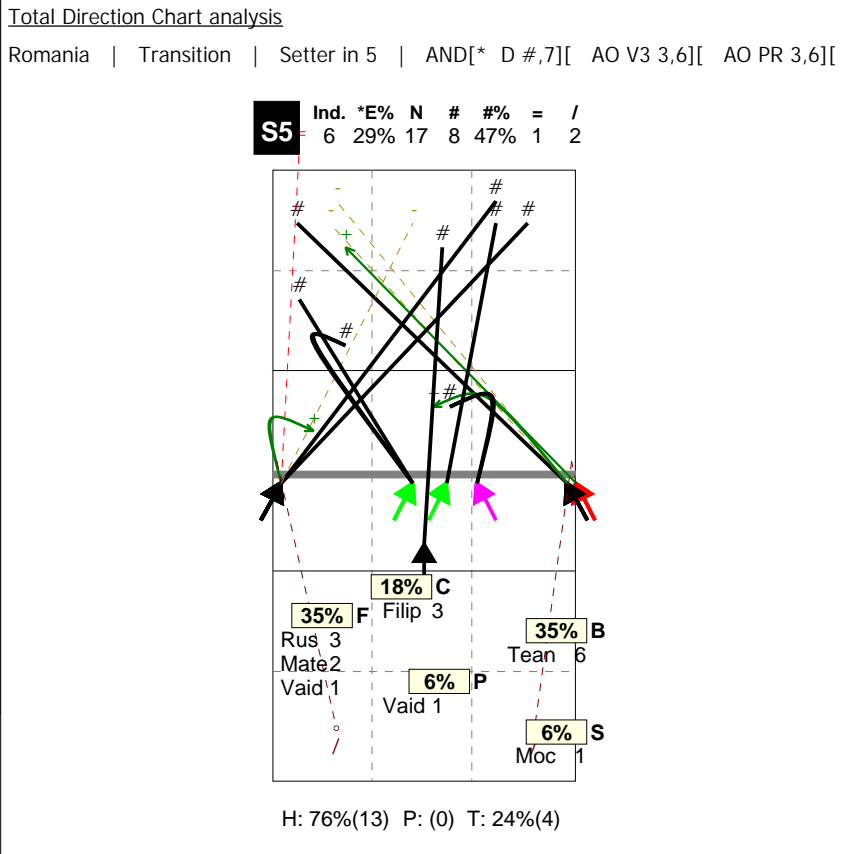 Total Direction Chart analysis
Romania | Transition | Setter in 5 | AND[* D #,7][ AO V3 3,6][ AO PR 3,6][
Ind. *E% N # #% = /
S5 6 29% 17 8 47% 1 2
=
-
#
# - # # -
+ #
#
#
- #
+
18% C
Filip 3
35% F
35% B
Rus 3
Tean 6
Mate2
Vaid 1
6% P
Vaid 1
6% S
/
Moc 1
H: 76%(13) P: (0) T: 24%(4)